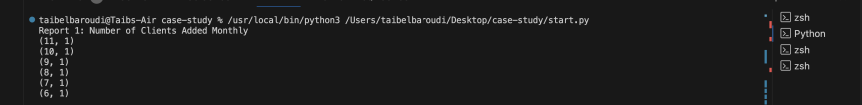 taibelbaroudi@Taibs-Air case-study % /usr/local/bin/python3 /Users/taibelbaroudi/Desktop/case-study/start.py
Report 1: Number of Clients Added Monthly
(11, 1)
(10, 1)
(9, 1)
(8, 1)
(7, 1)
(6, 1)
zsh
Python
zsh
zsh